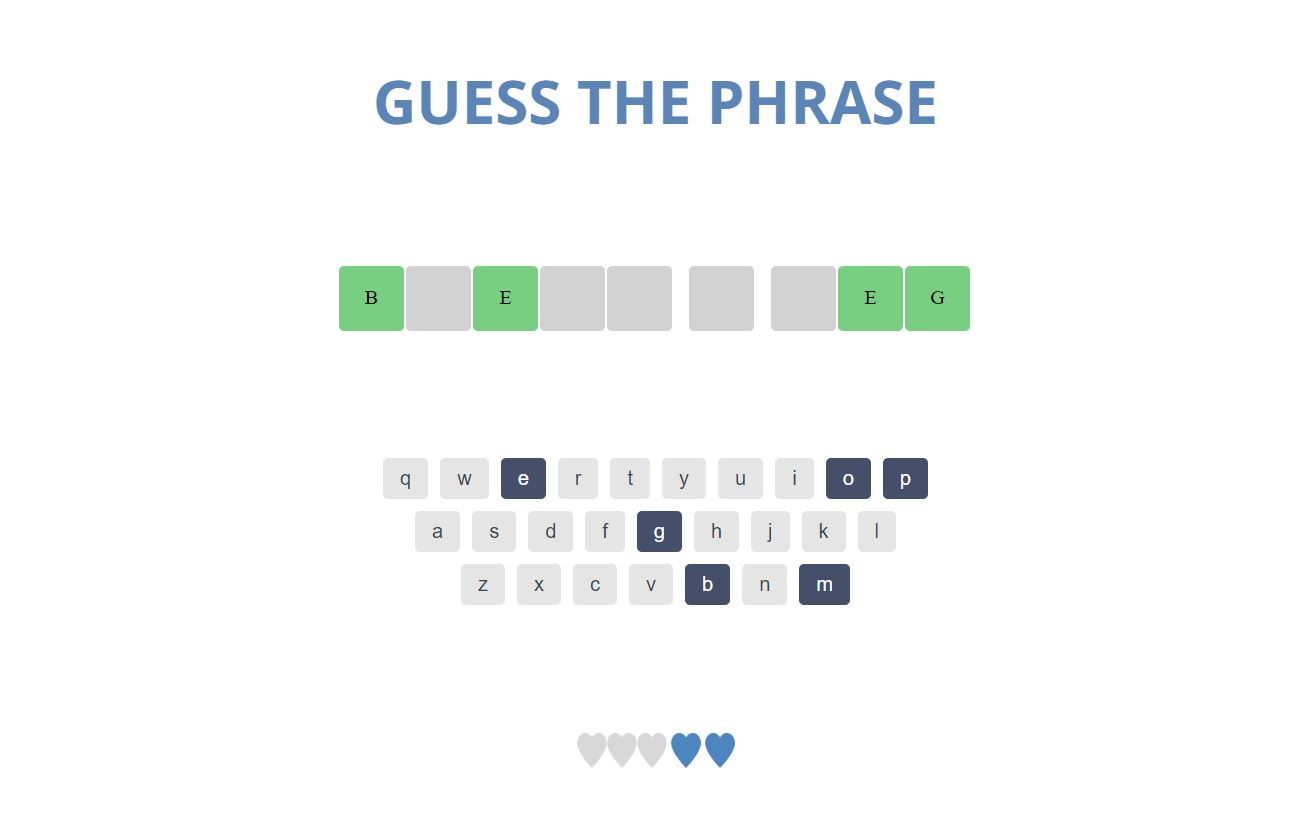 GUESS THE PHRASE
B E E G
q w e r t y u i o p
a s d f g h j k l
z x c v b n m